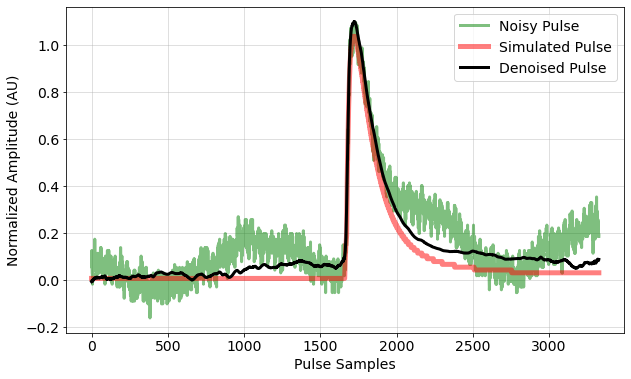 Noisy Pulse
Simulated Pulse
Denoised Pulse
Normalized Amplitude (AU)
1.0
0.8
0.6
0.4
0.2
0.0
−0.2
0 500 1000 1500 2000 2500 3000
Pulse Samples